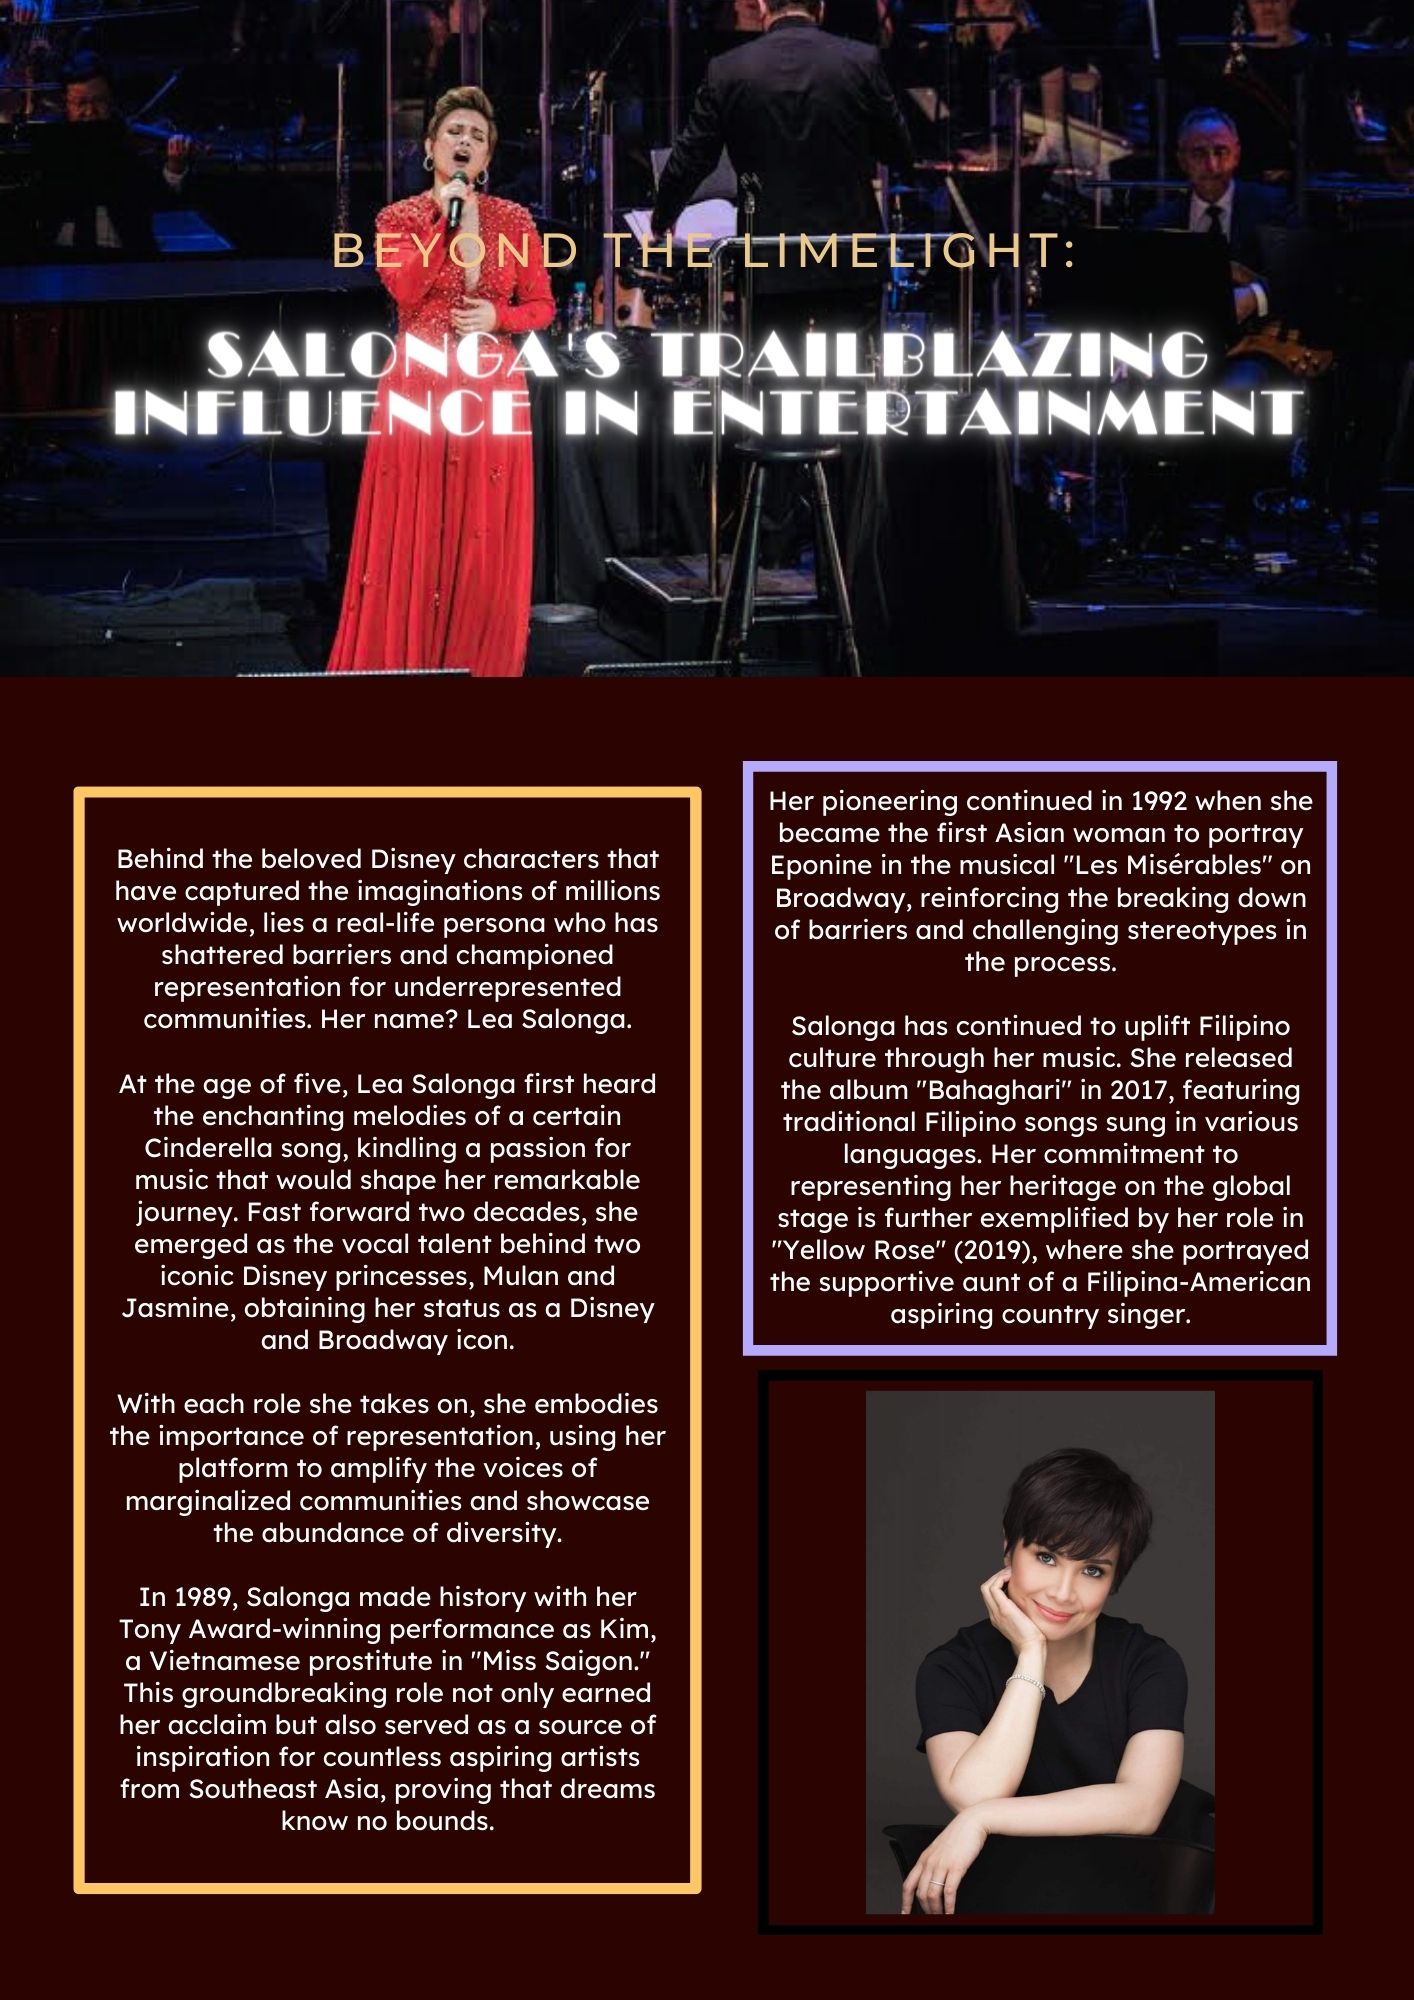 BEYOND THE LIMELIGHT:
SALONGA'S TRAILBLAZING
INFLUENCE IN ENTERTAINMENT
Behind the beloved Disney characters that
have captured the imaginations of millions
worldwide, lies a real-life persona who has
shattered barriers and championed
representation for underrepresented
communities. Her name? Lea Salonga.
At the age of five, Lea Salonga first heard
the enchanting melodies of a certain
Cinderella song, kindling a passion for
music that would shape her remarkable
journey. Fast forward two decades, she
emerged as the vocal talent behind two
iconic Disney princesses, Mulan and
Jasmine, obtaining her status as a Disney
and Broadway icon.
With each role she takes on, she embodies
the importance of representation, using her
platform to amplify the voices of
marginalized communities and showcase
the abundance of diversity.
In 1989, Salonga made history with her
Tony Award-winning performance as Kim,
a Vietnamese prostitute in "Miss Saigon."
This groundbreaking role not only earned
her acclaim but also served as a source of
inspiration for countless aspiring artists
from Southeast Asia, proving that dreams
know no bounds.
Her pioneering continued in 1992 when she
became the first Asian woman to portray
Eponine in the musical "Les Misérables" on
Broadway, reinforcing the breaking down
of barriers and challenging stereotypes in
the process.
Salonga has continued to uplift Filipino
culture through her music. She released
the album "Bahaghari" in 2017, featuring
traditional Filipino songs sung in various
languages. Her commitment to
representing her heritage on the global
stage is further exemplified by her role in
"Yellow Rose" (2019), where she portrayed
the supportive aunt of a Filipina-American
aspiring country singer.